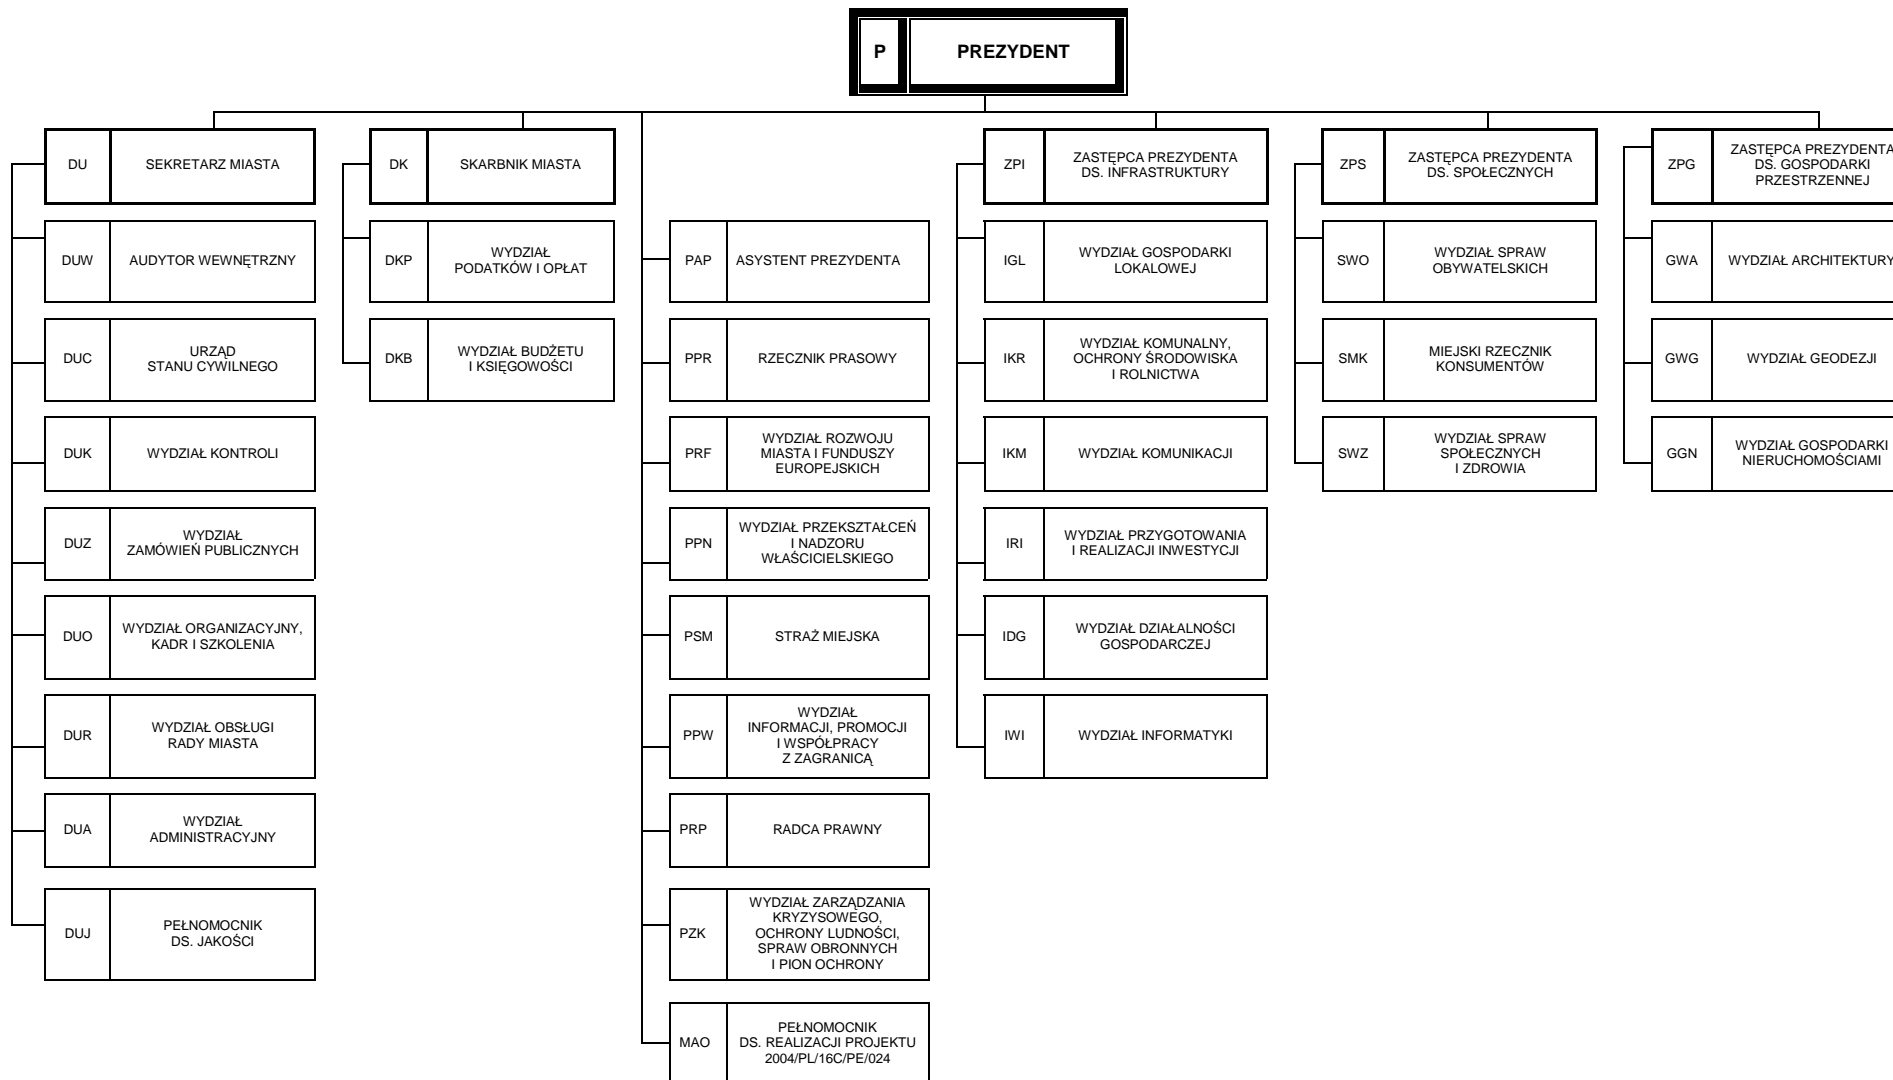 P
PREZYDENT
DU
SEKRETARZ MIASTA
DUW
AUDYTOR WEWNĘTRZNY
DUC
URZĄD
STANU CYWILNEGO
DUK
WYDZIAŁ KONTROLI
DUZ
WYDZIAŁ
ZAMÓWIEŃ PUBLICZNYCH
DUO
WYDZIAŁ ORGANIZACYJNY,
KADR I SZKOLENIA
DUR
WYDZIAŁ OBSŁUGI
RADY MIASTA
DUA
WYDZIAŁ
ADMINISTRACYJNY
DUJ
PEŁNOMOCNIK
DS. JAKOŚCI
DK
SKARBNIK MIASTA
DKP
WYDZIAŁ
PODATKÓW I OPŁAT
DKB
WYDZIAŁ BUDŻETU
I KSIĘGOWOŚCI
PAP
ASYSTENT PREZYDENTA
PPR
RZECZNIK PRASOWY
PRF
WYDZIAŁ ROZWOJU
MIASTA I FUNDUSZY
EUROPEJSKICH
PPN
WYDZIAŁ PRZEKSZTAŁCEŃ
I NADZORU
WŁAŚCICIELSKIEGO
PSM
STRAŻ MIEJSKA
PPW
WYDZIAŁ
INFORMACJI, PROMOCJI
I WSPÓŁPRACY
Z ZAGRANICĄ
PRP
RADCA PRAWNY
PZK
WYDZIAŁ ZARZĄDZANIA
KRYZYSOWEGO,
OCHRONY LUDNOŚCI,
SPRAW OBRONNYCH
I PION OCHRONY
MAO
PEŁNOMOCNIK
DS. REALIZACJI PROJEKTU
2004/PL/16C/PE/024
ZPI
ZASTĘPCA PREZYDENTA
DS. INFRASTRUKTURY
IGL
WYDZIAŁ GOSPODARKI
LOKALOWEJ
IKR
WYDZIAŁ KOMUNALNY,
OCHRONY ŚRODOWISKA
I ROLNICTWA
IKM
WYDZIAŁ KOMUNIKACJI
IRI
WYDZIAŁ PRZYGOTOWANIA
I REALIZACJI INWESTYCJI
IDG
WYDZIAŁ DZIAŁALNOŚCI
GOSPODARCZEJ
IWI
WYDZIAŁ INFORMATYKI
ZPS
ZASTĘPCA PREZYDENTA
DS. SPOŁECZNYCH
SWO
WYDZIAŁ SPRAW
OBYWATELSKICH
SMK
MIEJSKI RZECZNIK
KONSUMENTÓW
SWZ
WYDZIAŁ SPRAW
SPOŁECZNYCH
I ZDROWIA
ZPG
ZASTĘPCA PREZYDENTA
DS. GOSPODARKI
PRZESTRZENNEJ
GWA
WYDZIAŁ ARCHITEKTURY
GWG
WYDZIAŁ GEODEZJI
GGN
WYDZIAŁ GOSPODARKI
NIERUCHOMOŚCIAMI